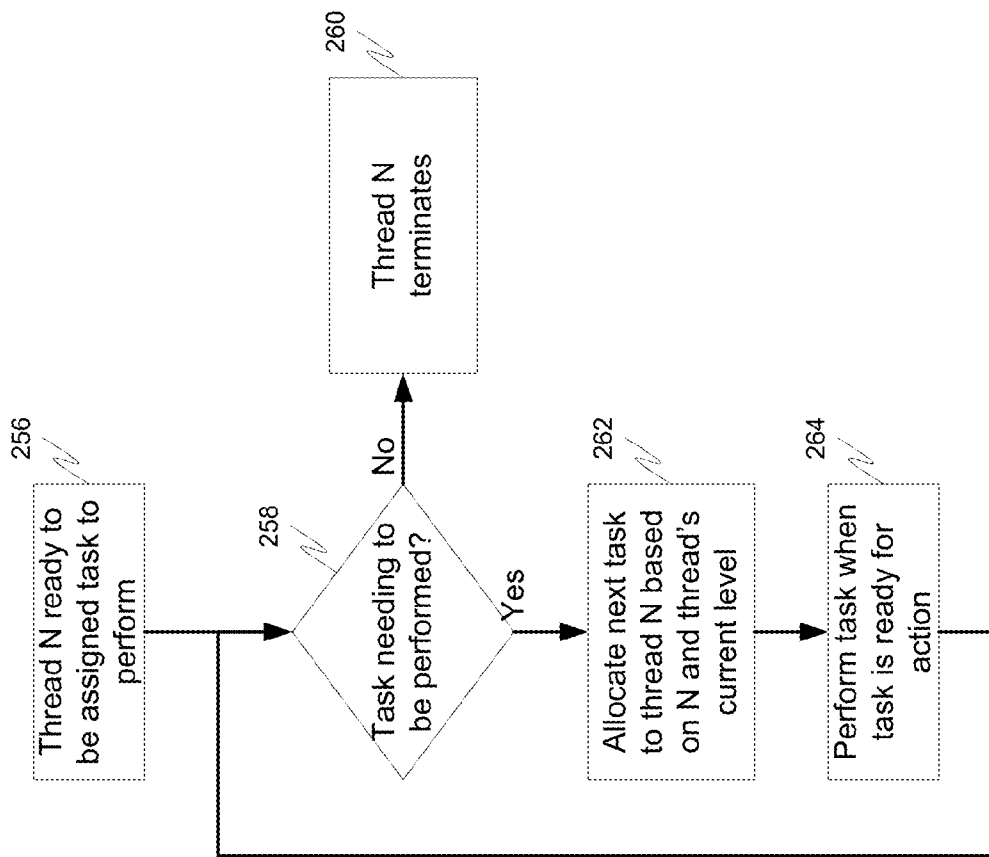 256
Thread N ready to
be assigned task to
perform
258
Task needing to
be performed?
No
260
Thread N
terminates
Yes
262
Allocate next task
to thread N based
on N and thread's
current level
264
Perform task when
task is ready for
action